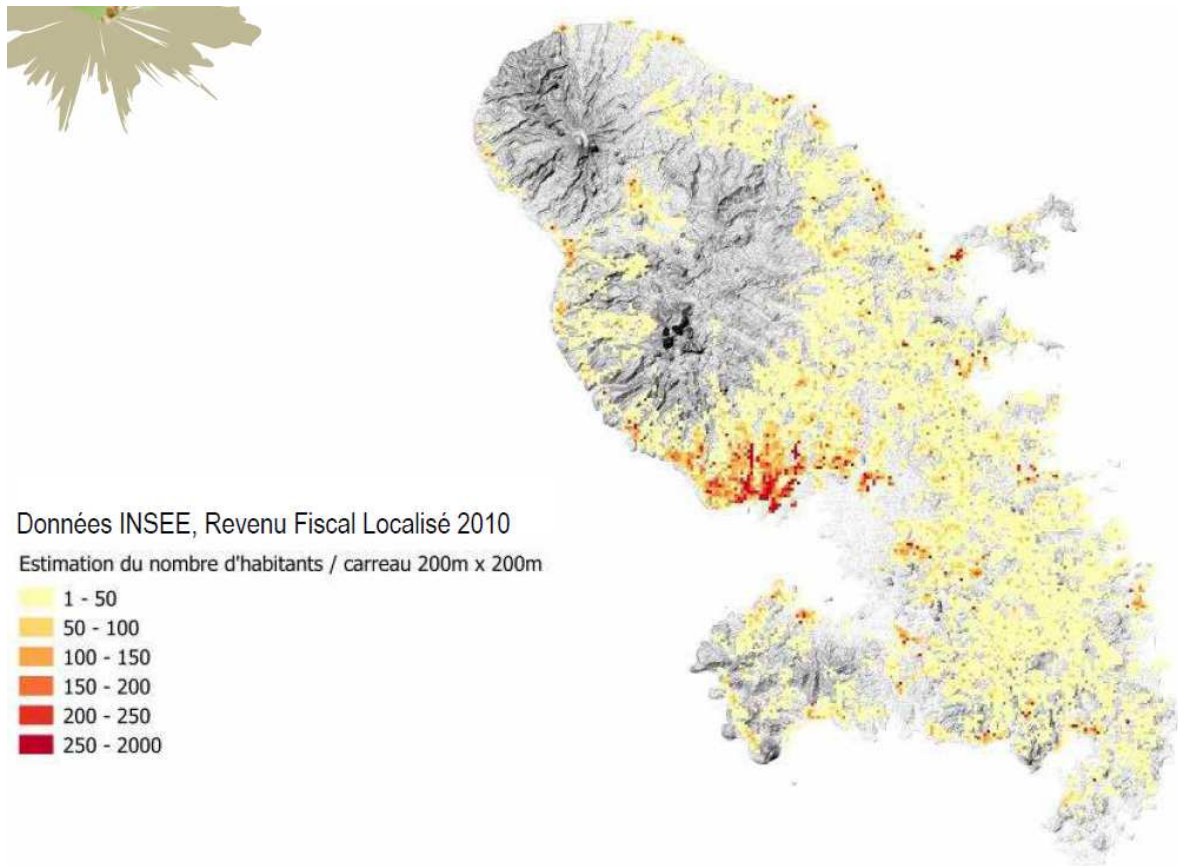 Données INSEE, Revenu Fiscal Localisé 2010
Estimation du nombre d'habitants / carreau 200m x 200m
1 - 50
50 - 100
100 - 150
150 - 200
200 - 250
250 - 2000